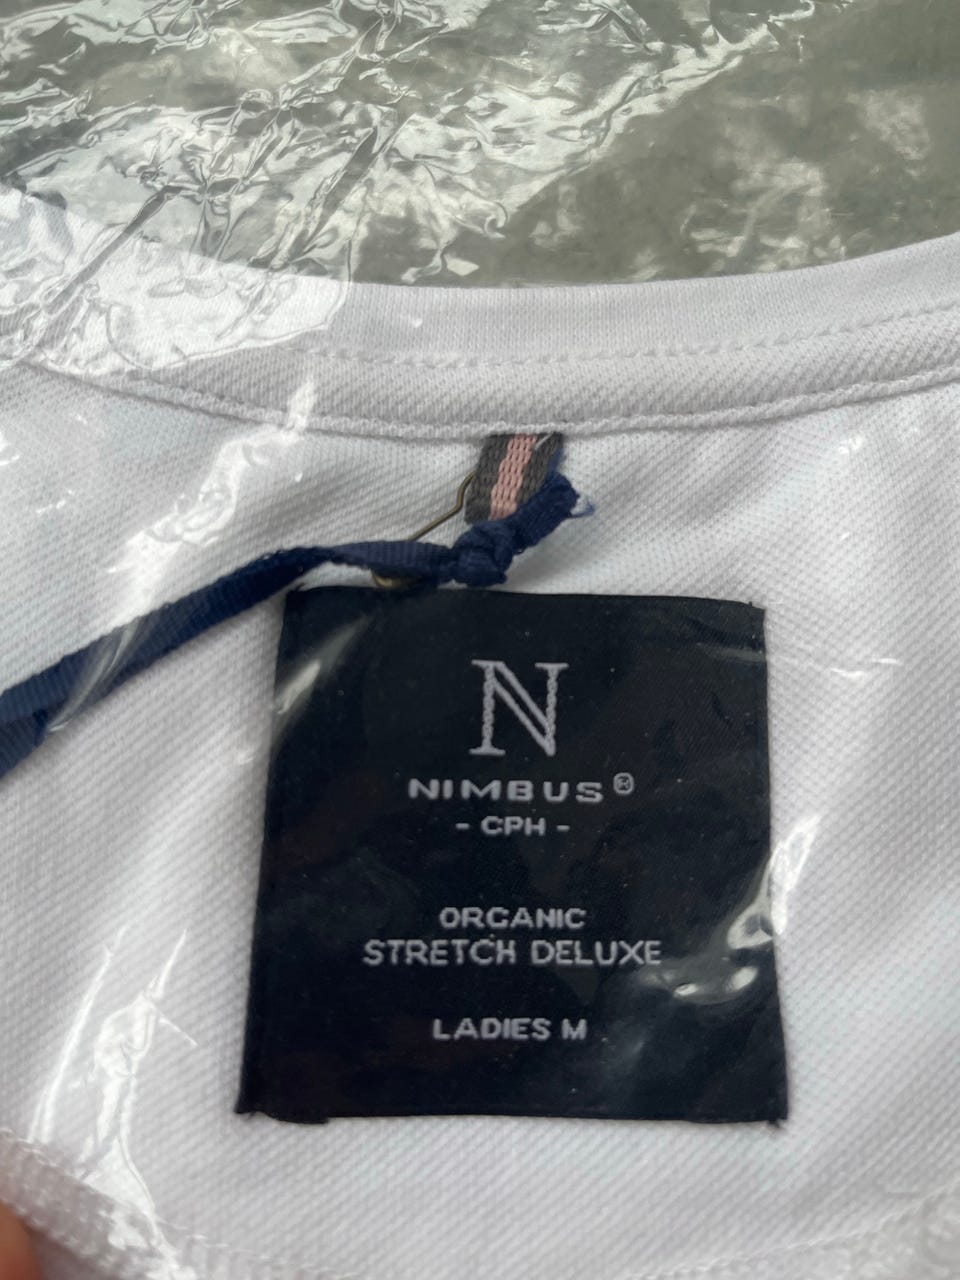 N
NIMBUS®
- CPH -
ORGANIC
STRETCH DELUXE
LADIES M